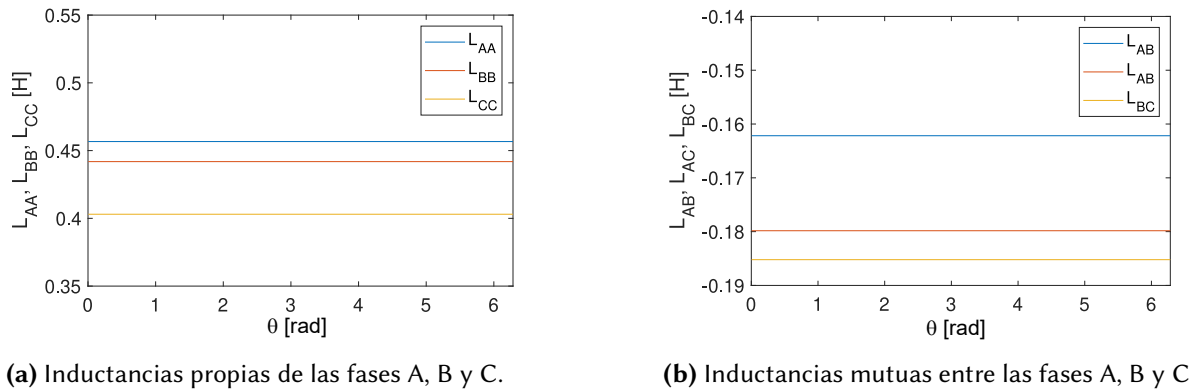 0.55
0.5
0.45
0.4
0.35
L_AA, L_BB, L_CC [H]
0 1 2 3 4 5 6
θ [rad]
L_AA
L_BB
L_CC
(a) Inductancias propias de las fases A, B y C.
-0.14
-0.15
-0.16
-0.17
-0.18
-0.19
L_AB, L_AC, L_BC [H]
0 1 2 3 4 5 6
θ [rad]
L_AB
L_AB
L_BC
(b) Inductancias mutuas entre las fases A, B y C